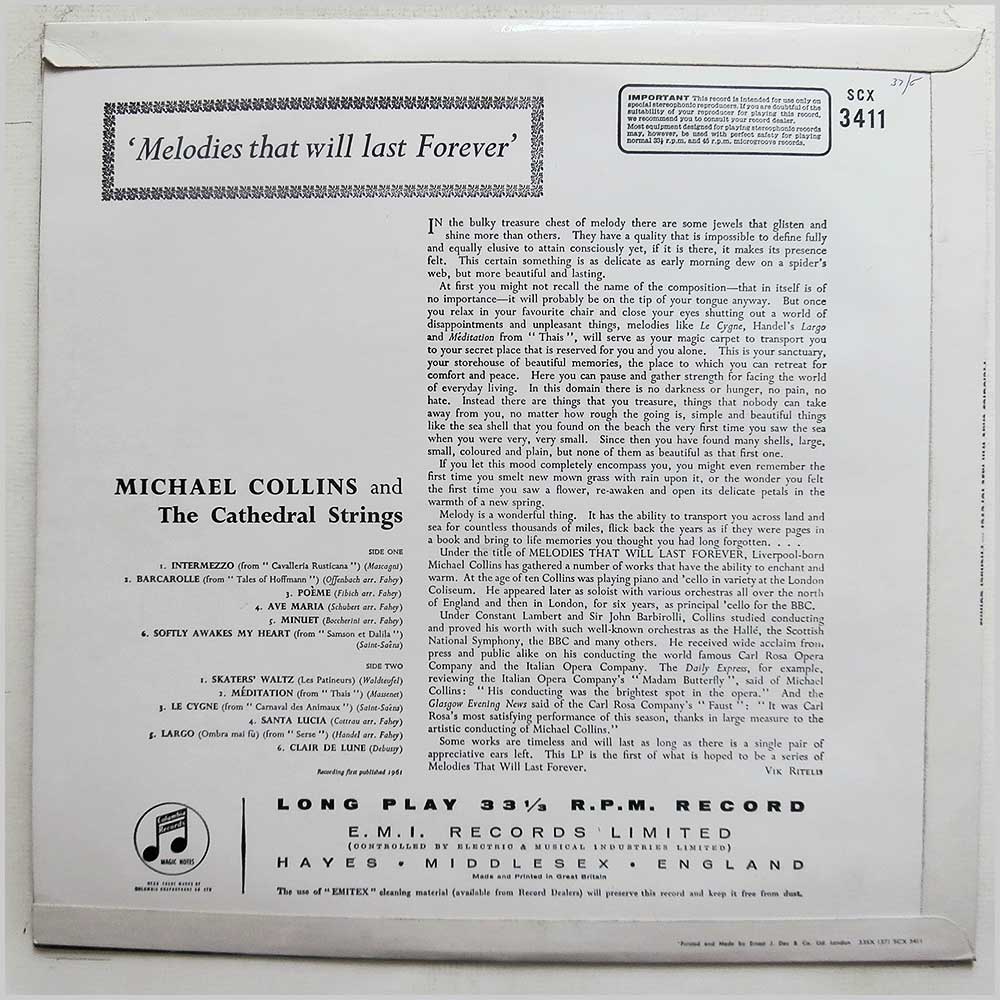 37/6
IMPORTANT This record is intended for use only on
special stereophonic reproducers. If you are doubtful of the
suitability of your reproducer for playing this record,
we recommend you to consult your record dealer.
Most equipment designed for playing stereophonic records
may, however, be used with perfect safety for playing
normal 33⅓ r.p.m. and 45 r.p.m. microgroove records.
SCX
3411
‘Melodies that will last Forever’
IN the bulky treasure chest of melody there are some jewels that glisten and
shine more than others. They have a quality that is impossible to define fully
and equally elusive to attain consciously yet, if it is there, it makes its presence
felt. This certain something is as delicate as early morning dew on a spider's
web, but more beautiful and lasting.
At first you might not recall the name of the composition—that in itself is of
no importance—it will probably be on the tip of your tongue anyway. But once
you relax in your favourite chair and close your eyes shutting out a world of
disappointments and unpleasant things, melodies like Le Cygne, Handel's Largo
and Méditation from " Thaïs ", will serve as your magic carpet to transport you
to your secret place that is reserved for you and you alone. This is your sanctuary,
your storehouse of beautiful memories, the place to which you can retreat for
comfort and peace. Here you can pause and gather strength for facing the world
of everyday living. In this domain there is no darkness or hunger, no pain, no
hate. Instead there are things that you treasure, things that nobody can take
away from you, no matter how rough the going is, simple and beautiful things
like the sea shell that you found on the beach the very first time you saw the sea
when you were very, very small. Since then you have found many shells, large,
small, coloured and plain, but none of them as beautiful as that first one.
If you let this mood completely encompass you, you might even remember the
first time you smelt new mown grass with rain upon it, or the wonder you felt
the first time you saw a flower, re-awaken and open its delicate petals in the
warmth of a new spring.
Melody is a wonderful thing. It has the ability to transport you across land and
sea for countless thousands of miles, flick back the years as if they were pages in
a book and bring to life memories you thought you had long forgotten. . . .
Under the title of MELODIES THAT WILL LAST FOREVER, Liverpool-born
Michael Collins has gathered a number of works that have the ability to enchant and
warm. At the age of ten Collins was playing piano and 'cello in variety at the London
Coliseum. He appeared later as soloist with various orchestras all over the north
of England and then in London, for six years, as principal 'cello for the BBC.
Under Constant Lambert and Sir John Barbirolli, Collins studied conducting
and proved his worth with such well-known orchestras as the Hallé, the Scottish
National Symphony, the BBC and many others. He received wide acclaim from
press and public alike on his conducting the world famous Carl Rosa Opera
Company and the Italian Opera Company. The Daily Express, for example,
reviewing the Italian Opera Company's " Madam Butterfly ", said of Michael
Collins: " His conducting was the brightest spot in the opera." And the
Glasgow Evening News said of the Carl Rosa Company's " Faust ": " It was Carl
Rosa's most satisfying performance of this season, thanks in large measure to the
artistic conducting of Michael Collins."
Some works are timeless and will last as long as there is a single pair of
appreciative ears left. This LP is the first of what is hoped to be a series of
Melodies That Will Last Forever.
VIK RITELIS
MICHAEL COLLINS and
The Cathedral Strings
SIDE ONE
1. INTERMEZZO (from " Cavalleria Rusticana ") (Mascagni)
2. BARCAROLLE (from " Tales of Hoffmann ") (Offenbach arr. Fahey)
3. POÈME (Fibich arr. Fahey)
4. AVE MARIA (Schubert arr. Fahey)
5. MINUET (Boccherini arr. Fahey)
6. SOFTLY AWAKES MY HEART (from " Samson et Dalila ")
(Saint-Saëns)
SIDE TWO
1. SKATERS' WALTZ (Les Patineurs) (Waldteufel)
2. MÉDITATION (from " Thaïs ") (Massenet)
3. LE CYGNE (from " Carnaval des Animaux ") (Saint-Saëns)
4. SANTA LUCIA (Cottrau arr. Fahey)
5. LARGO (Ombra mai fù) (from " Serse ") (Handel arr. Fahey)
6. CLAIR DE LUNE (Debussy)
Recording first published 1961
Columbia
Records
MAGIC NOTES
REGD TRADE MARKS OF
COLUMBIA GRAPHOPHONE CO LTD
LONG PLAY 33 1/3 R.P.M. RECORD
E.M.I. RECORDS LIMITED
(CONTROLLED BY ELECTRIC & MUSICAL INDUSTRIES LIMITED)
HAYES • MIDDLESEX • ENGLAND
Made and Printed in Great Britain
The use of "EMITEX" cleaning material (available from Record Dealers) will preserve this record and keep it free from dust.
Printed and Made by Ernest J. Day & Co. Ltd. London 33SX 1371 SCX 3411